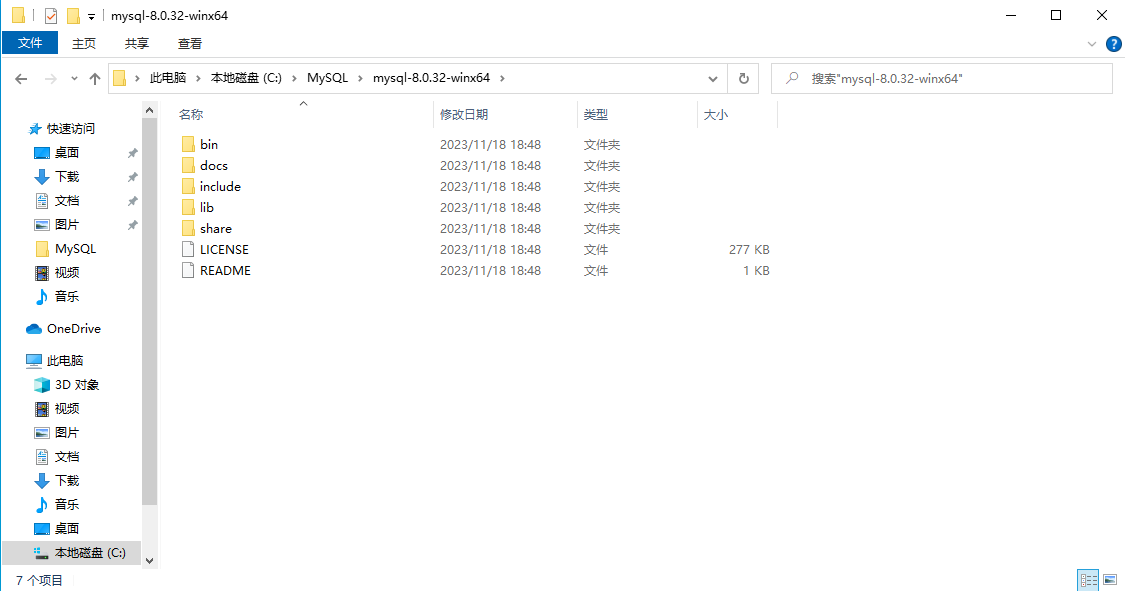 mysql-8.0.32-winx64
文件 主页 共享 查看
此电脑 本地磁盘 (C:) MySQL mysql-8.0.32-winx64 搜索"mysql-8.0.32-winx64"
名称 修改日期 类型 大小
快速访问
桌面
下载
文档
图片
MySQL
视频
音乐
OneDrive
此电脑
3D 对象
视频
图片
文档
下载
音乐
桌面
本地磁盘 (C:)
bin 2023/11/18 18:48 文件夹
docs 2023/11/18 18:48 文件夹
include 2023/11/18 18:48 文件夹
lib 2023/11/18 18:48 文件夹
share 2023/11/18 18:48 文件夹
LICENSE 2023/11/18 18:48 文件 277 KB
README 2023/11/18 18:48 文件 1 KB
7 个项目